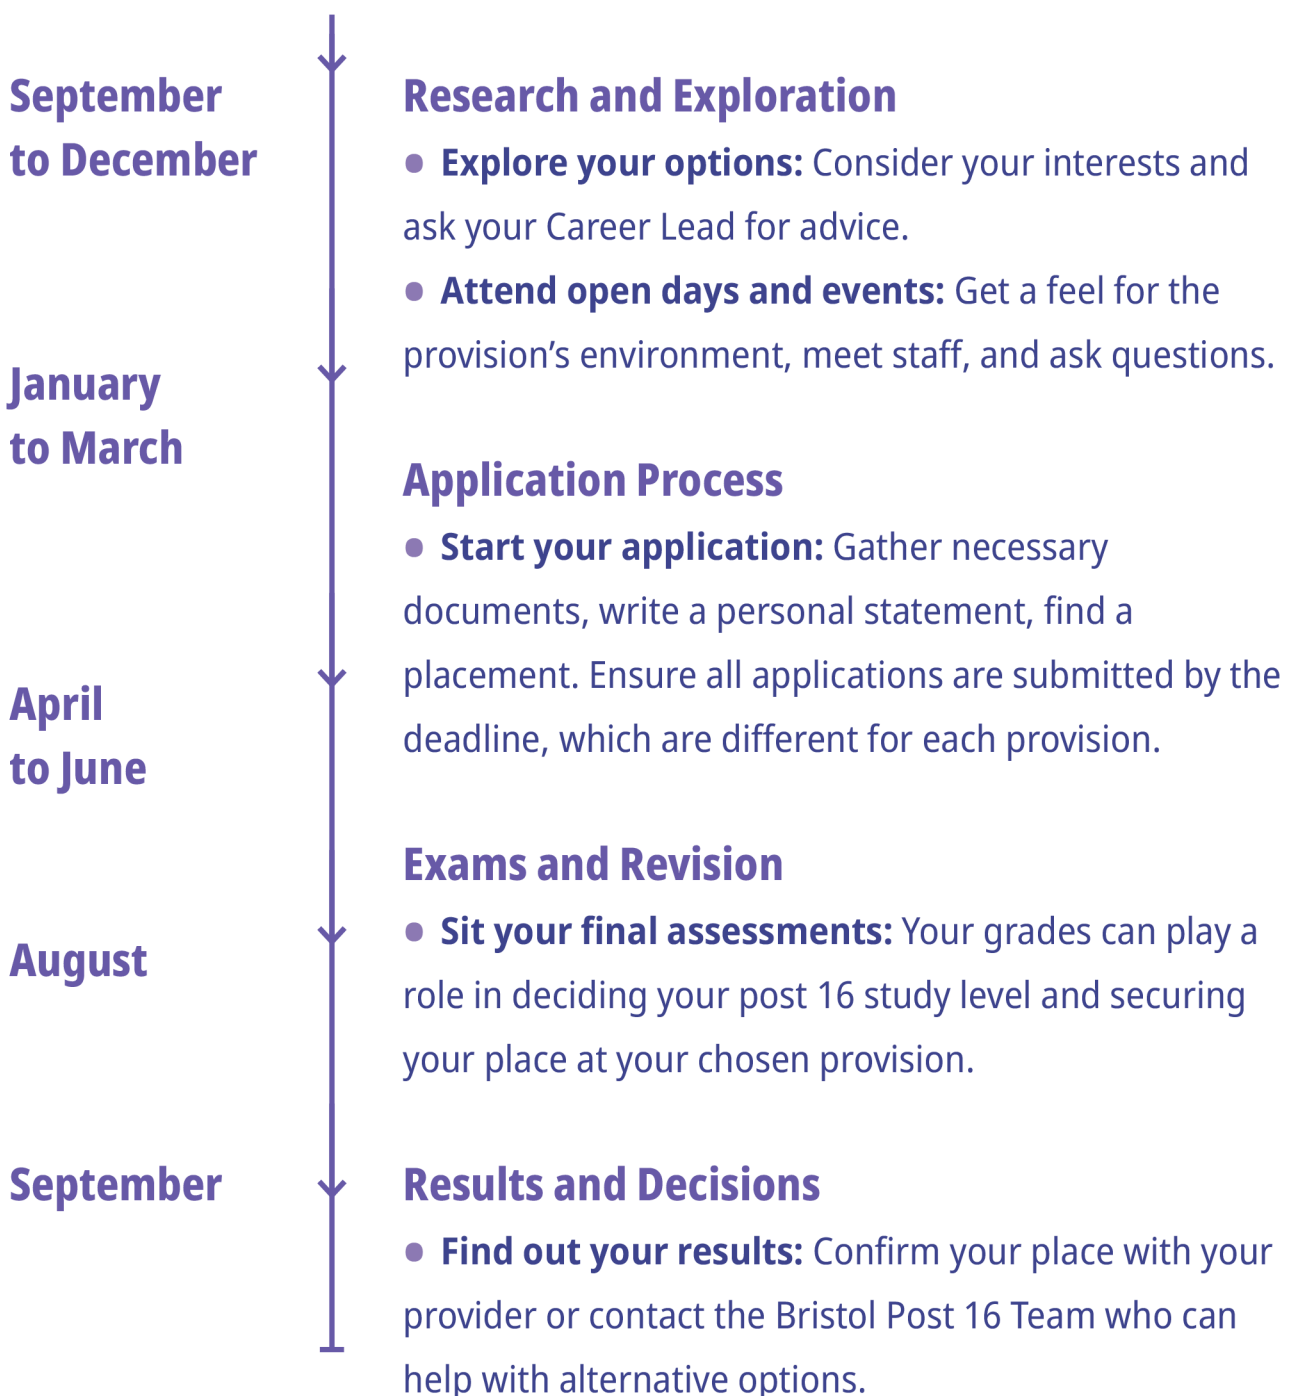 September
to December
January
to March
April
to June
August
September
Research and Exploration
• Explore your options: Consider your interests and
ask your Career Lead for advice.
• Attend open days and events: Get a feel for the
provision’s environment, meet staff, and ask questions.
Application Process
• Start your application: Gather necessary
documents, write a personal statement, find a
placement. Ensure all applications are submitted by the
deadline, which are different for each provision.
Exams and Revision
• Sit your final assessments: Your grades can play a
role in deciding your post 16 study level and securing
your place at your chosen provision.
Results and Decisions
• Find out your results: Confirm your place with your
provider or contact the Bristol Post 16 Team who can
help with alternative options.